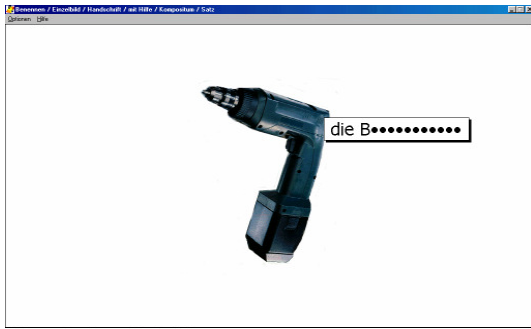 Benennen / Einzelbild / Handschrift / mit Hilfe / Kompositum / Satz
Optionen Hilfe
die B●●●●●●●●●●●